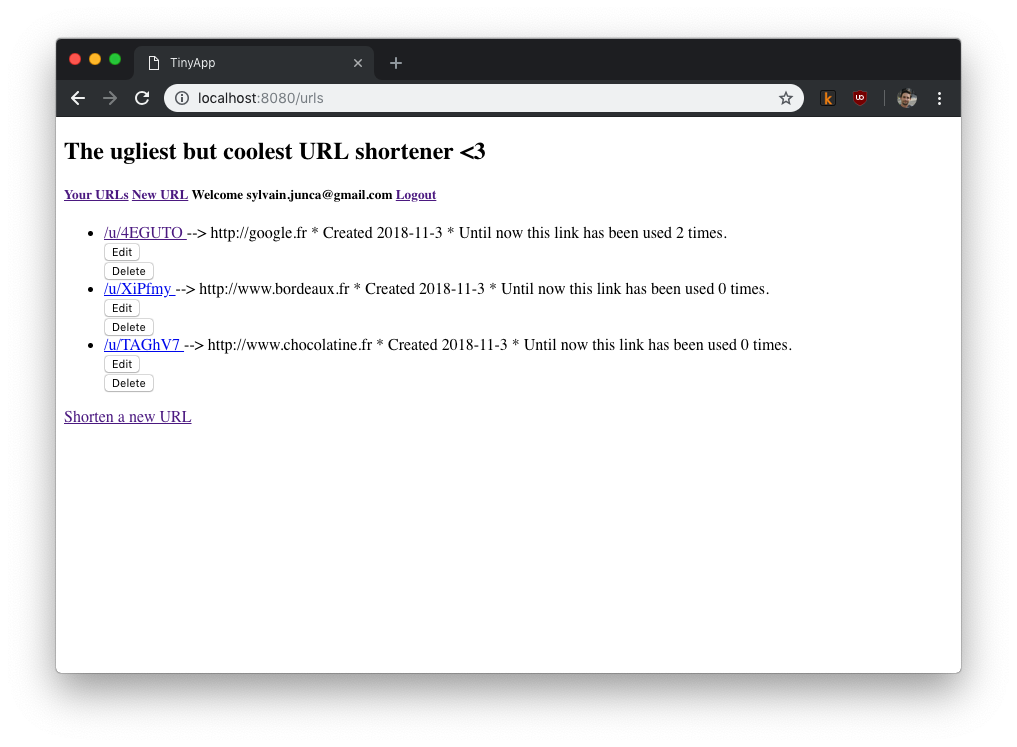 TinyApp
localhost:8080/urls
The ugliest but coolest URL shortener <3
Your URLs New URL Welcome sylvain.junca@gmail.com Logout
/u/4EGUTO --> http://google.fr * Created 2018-11-3 * Until now this link has been used 2 times.
Edit
Delete
/u/XiPfmy --> http://www.bordeaux.fr * Created 2018-11-3 * Until now this link has been used 0 times.
Edit
Delete
/u/TAGhV7 --> http://www.chocolatine.fr * Created 2018-11-3 * Until now this link has been used 0 times.
Edit
Delete
Shorten a new URL